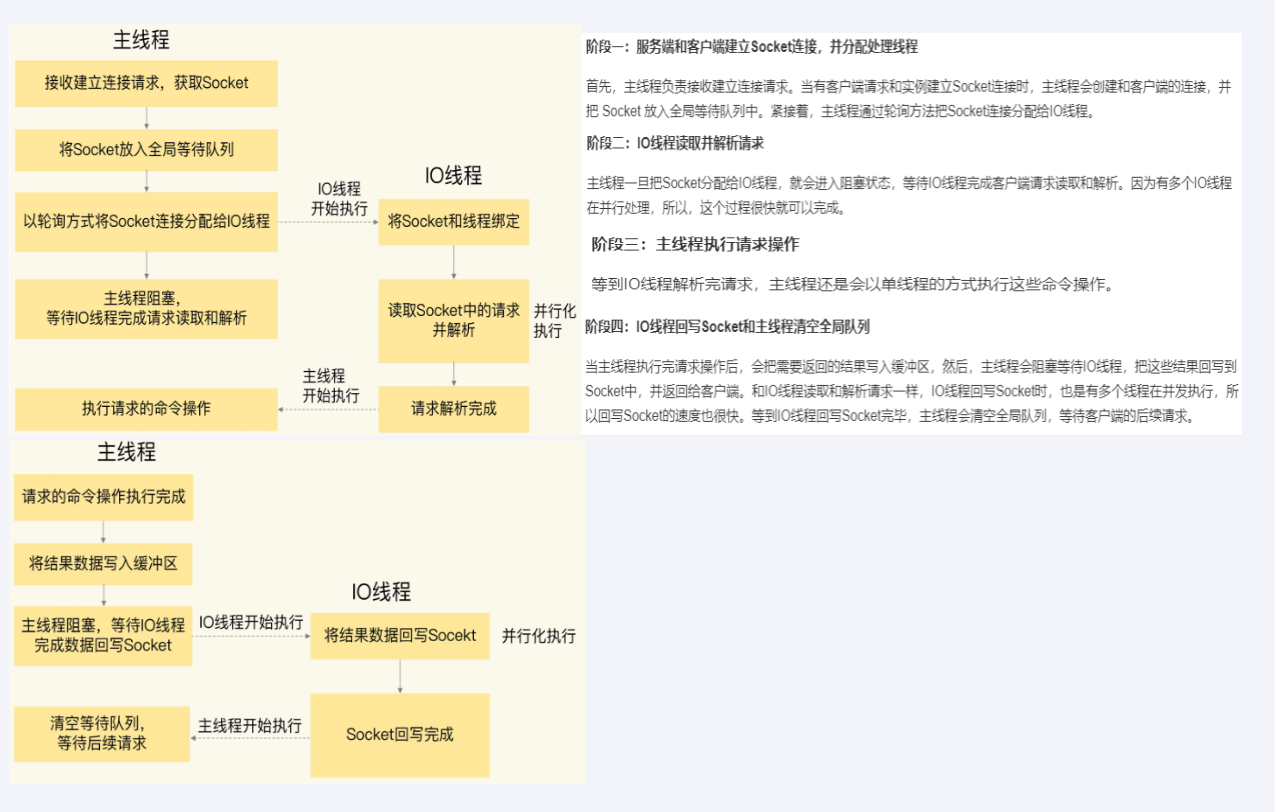 主线程
接收建立连接请求，获取Socket
将Socket放入全局等待队列
以轮询方式将Socket连接分配给IO线程
主线程阻塞，
等待IO线程完成请求读取和解析
执行请求的命令操作
IO线程
开始执行
主线程
开始执行
IO线程
将Socket和线程绑定
读取Socket中的请求
并解析
并行化
执行
请求解析完成
阶段一：服务端和客户端建立Socket连接，并分配处理线程
首先，主线程负责接收建立连接请求。当有客户端请求和实例建立Socket连接时，主线程会创建和客户端的连接，并
把 Socket 放入全局等待队列中。紧接着，主线程通过轮询方法把Socket连接分配给IO线程。
阶段二：IO线程读取并解析请求
主线程一旦把Socket分配给IO线程，就会进入阻塞状态，等待IO线程完成客户端请求读取和解析。因为有多个IO线程
在并行处理，所以，这个过程很快就可以完成。
阶段三：主线程执行请求操作
等到IO线程解析完请求，主线程还是会以单线程的方式执行这些命令操作。
阶段四：IO线程回写Socket和主线程清空全局队列
当主线程执行完请求操作后，会把需要返回的结果写入缓冲区，然后，主线程会阻塞等待IO线程，把这些结果回写到
Socket中，并返回给客户端。和IO线程读取和解析请求一样，IO线程回写Socket时，也是有多个线程在并发执行，所
以回写Socket的速度也很快。等到IO线程回写Socket完毕，主线程会清空全局队列，等待客户端的后续请求。
主线程
请求的命令操作执行完成
将结果数据写入缓冲区
主线程阻塞，等待IO线程
完成数据回写Socket
清空等待队列，
等待后续请求
IO线程开始执行
主线程开始执行
IO线程
将结果数据回写Socekt
并行化执行
Socket回写完成